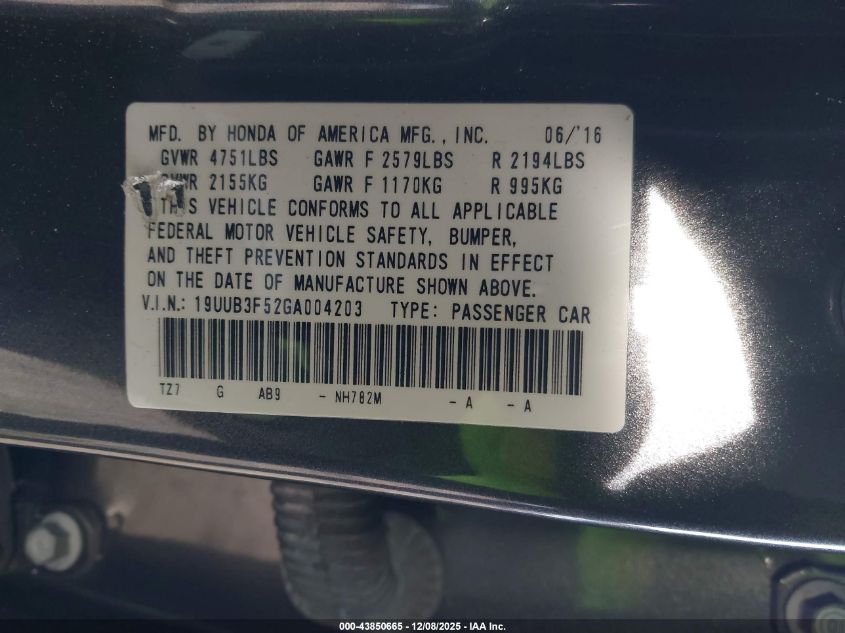 MFD. BY HONDA OF AMERICA MFG., INC. 06/'16
GVWR 4751LBS GAWR F 2579LBS R 2194LBS
GVWR 2155KG GAWR F 1170KG R 995KG
THIS VEHICLE CONFORMS TO ALL APPLICABLE
FEDERAL MOTOR VEHICLE SAFETY, BUMPER,
AND THEFT PREVENTION STANDARDS IN EFFECT
ON THE DATE OF MANUFACTURE SHOWN ABOVE.
V.I.N.: 19UUB3F52GA004203 TYPE: PASSENGER CAR
TZ7 G AB9 - NH782M - A - A
000-43850665 - 12/08/2025 - IAA Inc.